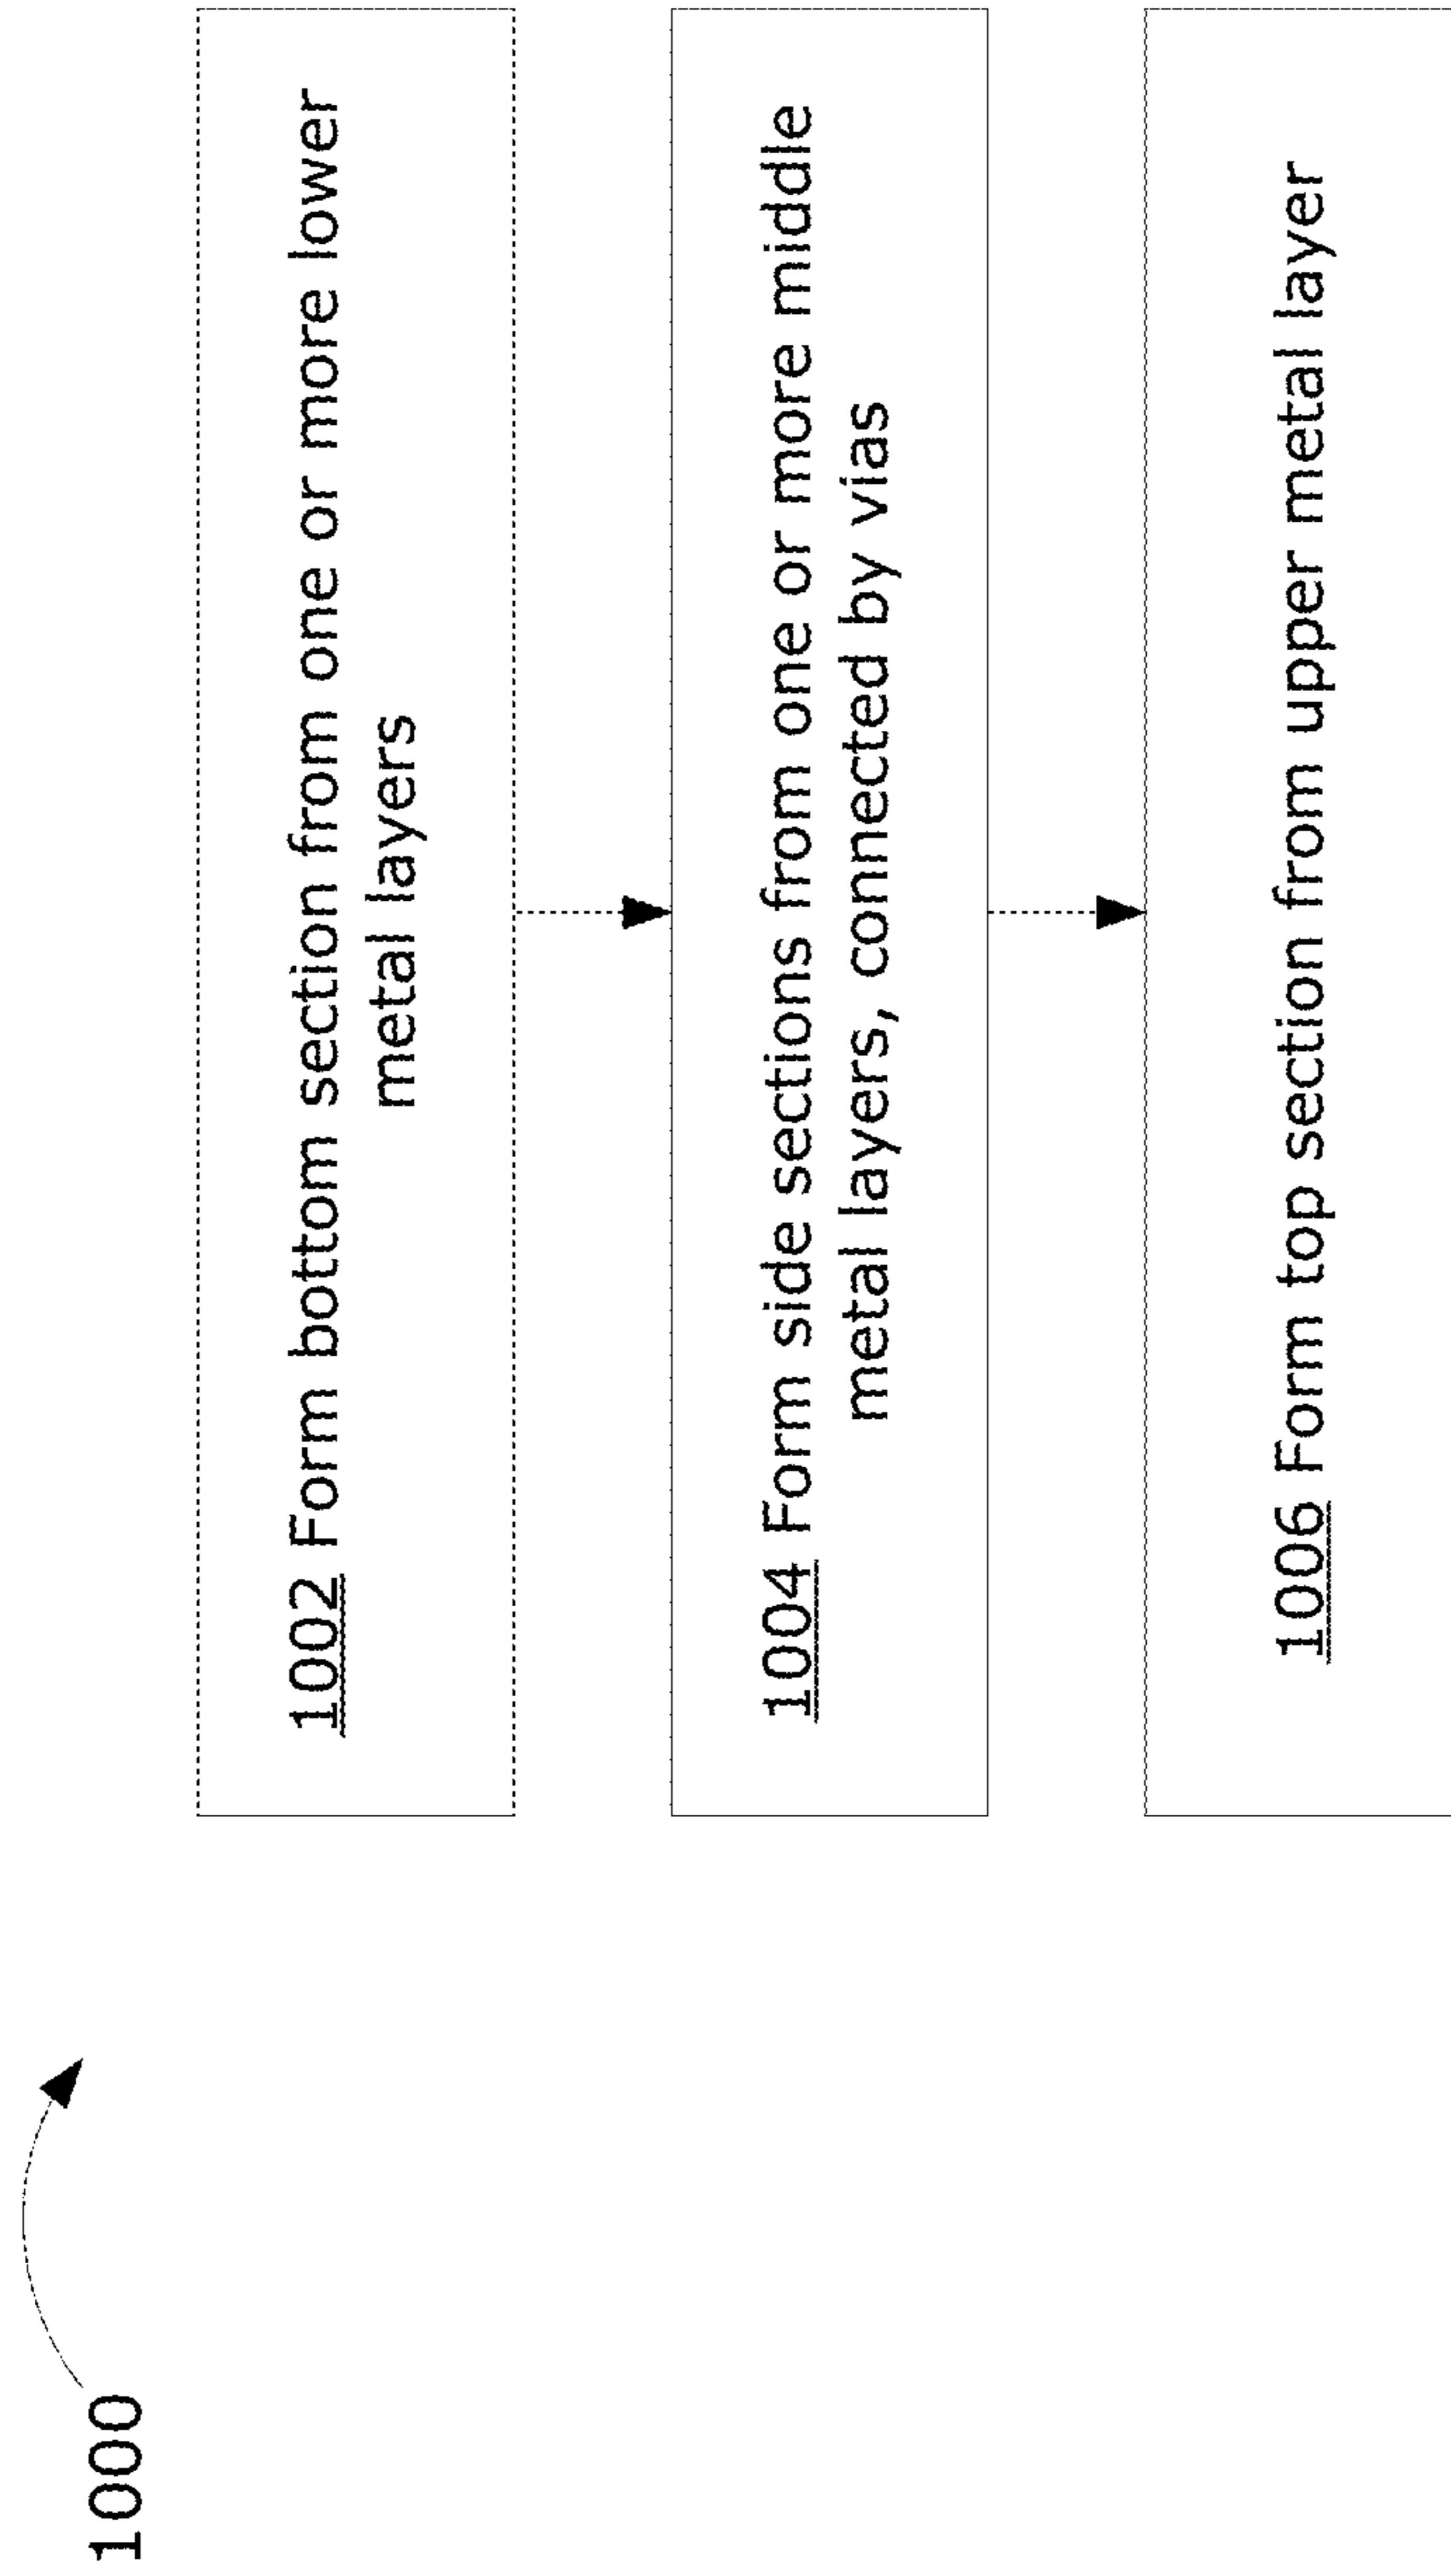 1000
1002 Form bottom section from one or more lower
metal layers
1004 Form side sections from one or more middle
metal layers, connected by vias
1006 Form top section from upper metal layer